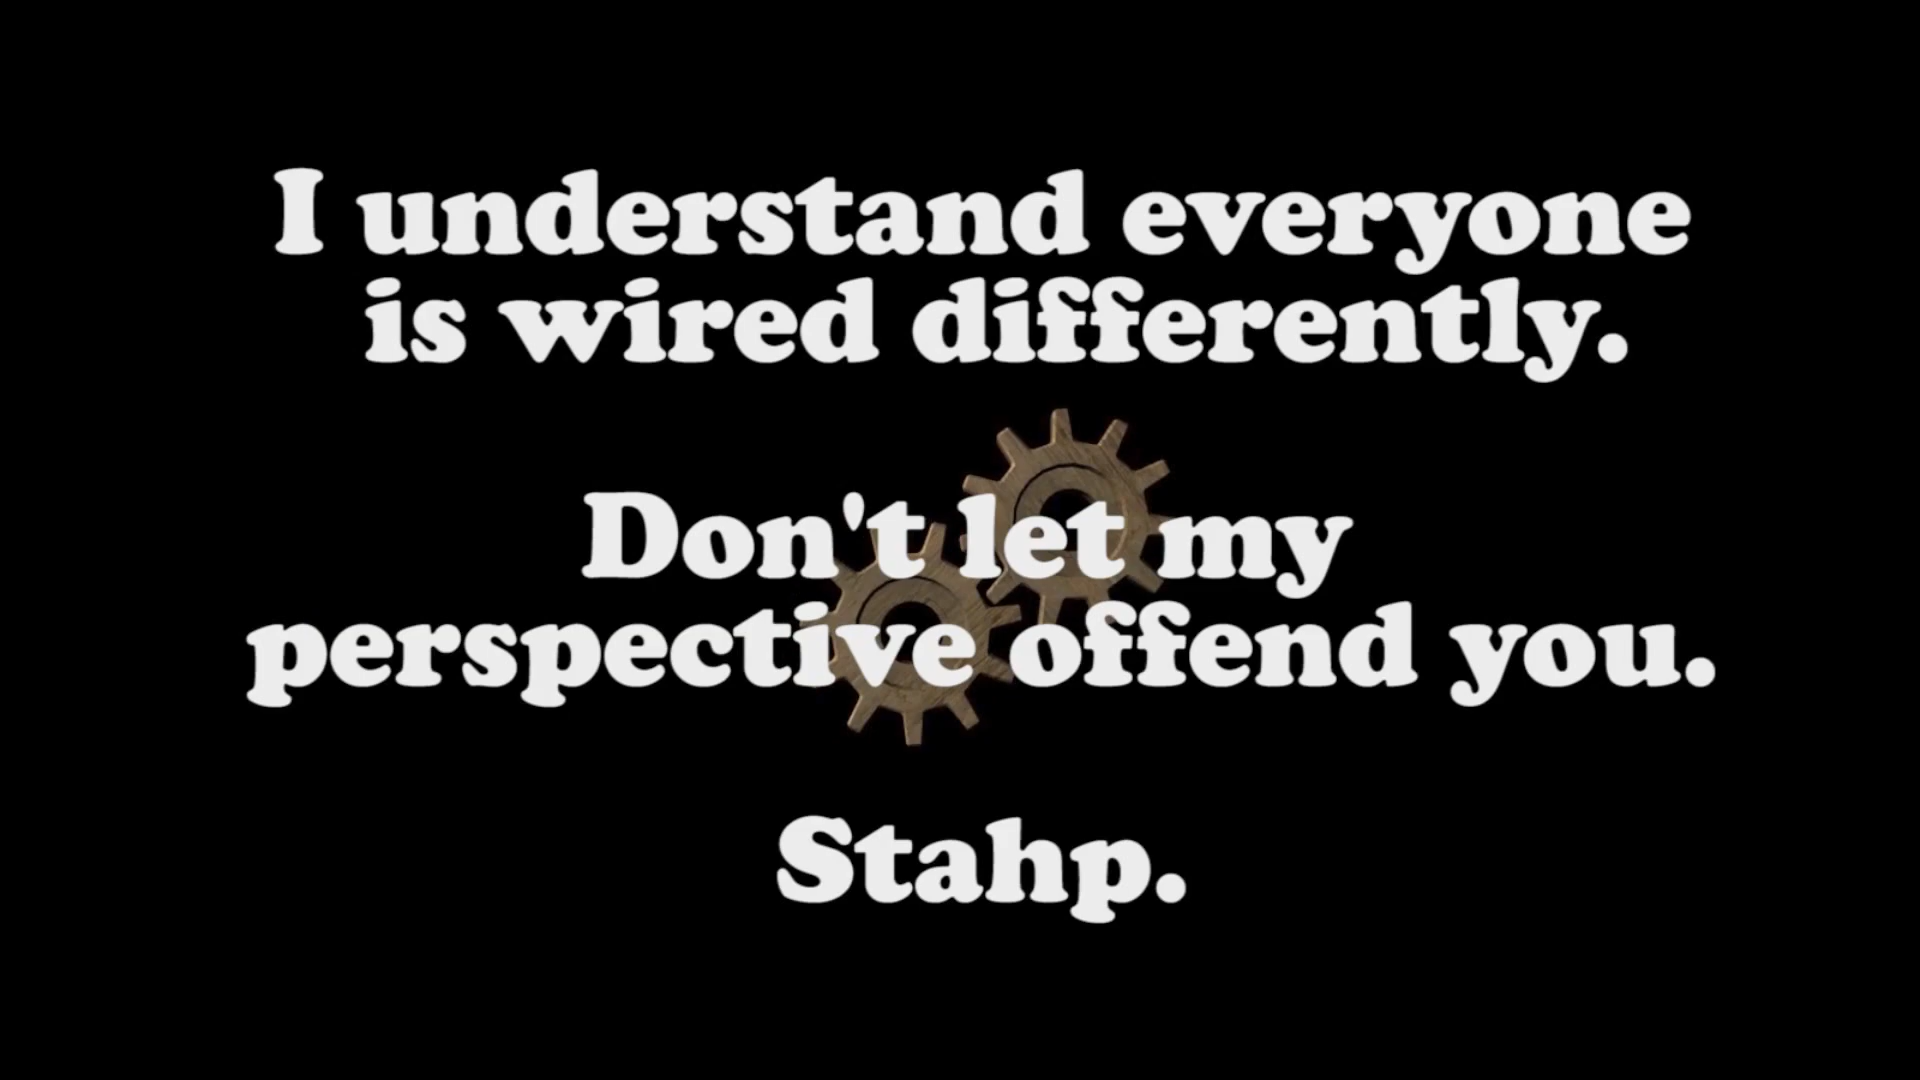 I understand everyone
is wired differently.
Don't let my
perspective offend you.
Stahp.